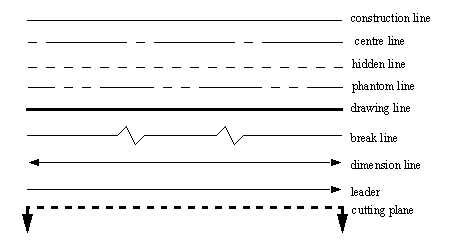 construction line
centre line
hidden line
phantom line
drawing line
break line
dimension line
leader
cutting plane